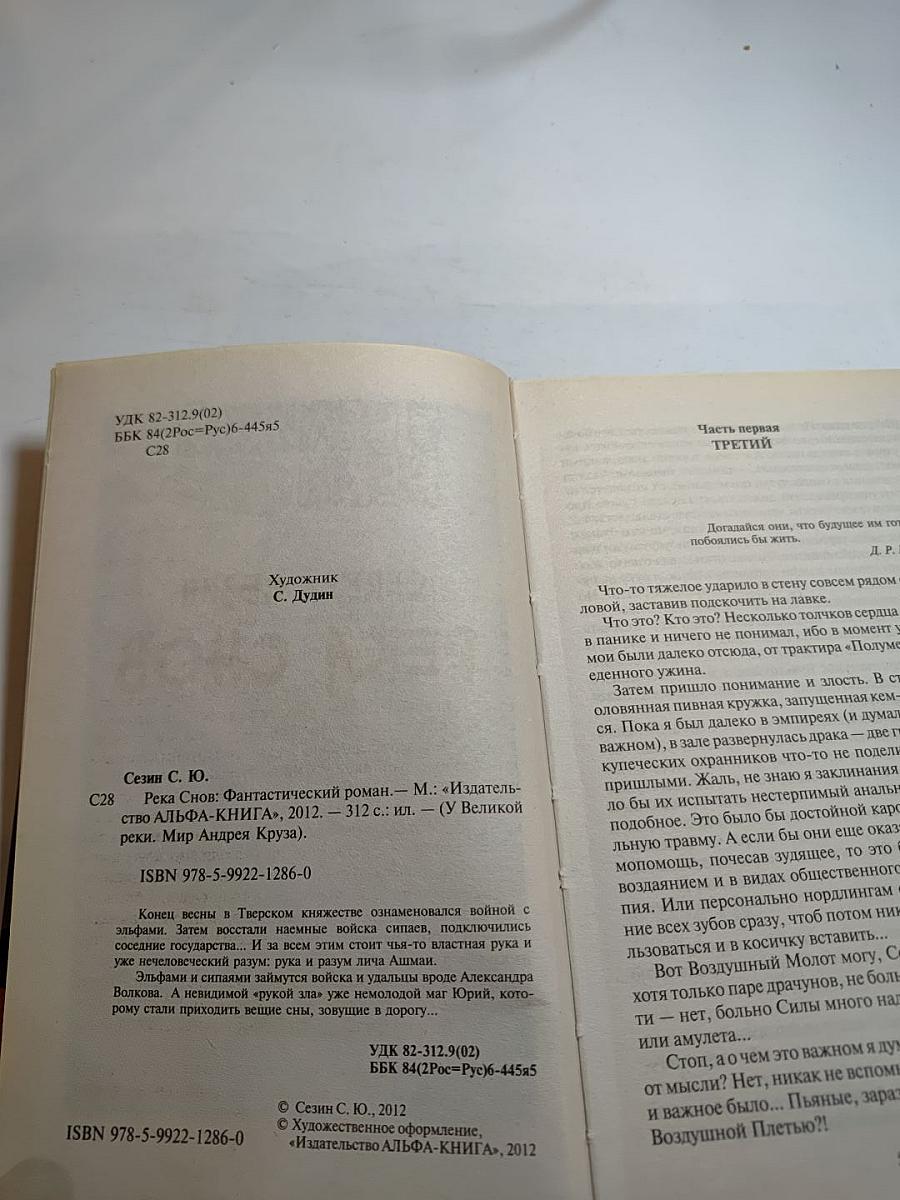 УДК 82-312.9(02)
ББК 84(2Рос=Рус)6-445я5
С28
Художник
С. Дудин
Сезин С. Ю.
С28 Река Снов: Фантастический роман.— М.: «Издатель-
ство АЛЬФА-КНИГА», 2012. — 312 с.: ил. — (У Великой
реки. Мир Андрея Круза).
ISBN 978-5-9922-1286-0
Конец весны в Тверском княжестве ознаменовался войной с
эльфами. Затем восстали наемные войска сипаев, подключились
соседние государства... И за всем этим стоит чья-то властная рука и
уже нечеловеческий разум: рука и разум лича Ашмаи.
Эльфами и сипаями займутся войска и удальцы вроде Александра
Волкова. А невидимой «рукой зла» уже немолодой маг Юрий, кото-
рому стали приходить вещие сны, зовущие в дорогу...
УДК 82-312.9(02)
ББК 84(2Рос=Рус)6-445я5
© Сезин С. Ю., 2012
© Художественное оформление,
«Издательство АЛЬФА-КНИГА», 2012
ISBN 978-5-9922-1286-0
Часть первая
ТРЕТИЙ
Догадайся они, что будущее им гот
побоялись бы жить.
Д. Р.
Что-то тяжелое ударило в стену совсем рядом
ловой, заставив подскочить на лавке.
Что это? Кто это? Несколько толчков сердца
в панике и ничего не понимал, ибо в момент у
мои были далеко отсюда, от трактира «Полуме
еденного ужина.
Затем пришло понимание и злость. В ст
оловянная пивная кружка, запущенная кем-
ся. Пока я был далеко в эмпиреях (и думал
важном), в зале развернулась драка — две г
купеческих охранников что-то не подели
пришлыми. Жаль, не знаю я заклинания
ло бы их испытать нестерпимый анальн
подобное. Это было бы достойной каро
льную травму. А если бы они еще оказ
мопомощь, почесав зудящее, то это б
воздаянием и в видах общественного
пия. Или персонально нордлингам
ние всех зубов сразу, чтоб потом ник
льзоваться и в косичку вставить...
Вот Воздушный Молот могу, Се
хотя только паре драчунов, не боль
ти — нет, больно Силы много над
или амулета...
Стоп, а о чем это важном я дум
от мысли? Нет, никак не вспомн
и важное было... Пьяные, зараз
Воздушной Плетью?!